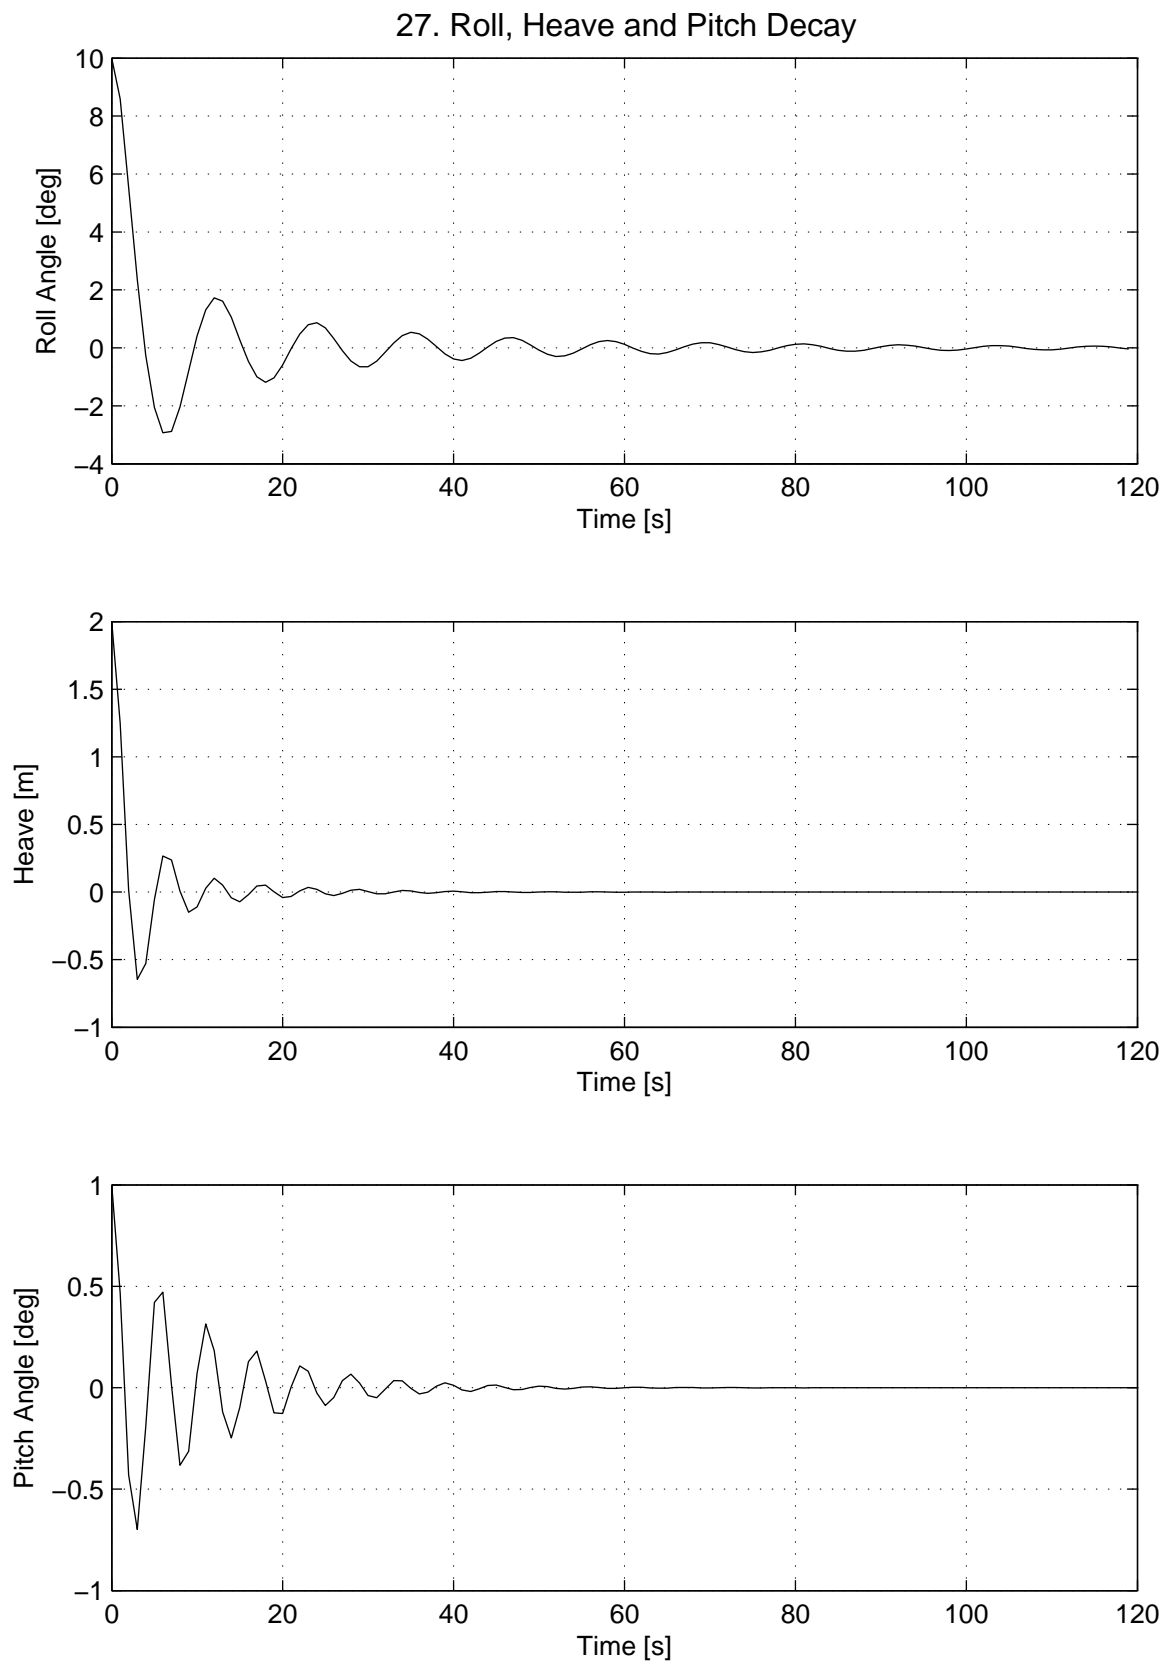 27. Roll, Heave and Pitch Decay
10
8
6
4
2
0
−2
−4
Roll Angle [deg]
0 20 40 60 80 100 120
Time [s]
2
1.5
1
0.5
0
−0.5
−1
Heave [m]
0 20 40 60 80 100 120
Time [s]
1
0.5
0
−0.5
−1
Pitch Angle [deg]
0 20 40 60 80 100 120
Time [s]